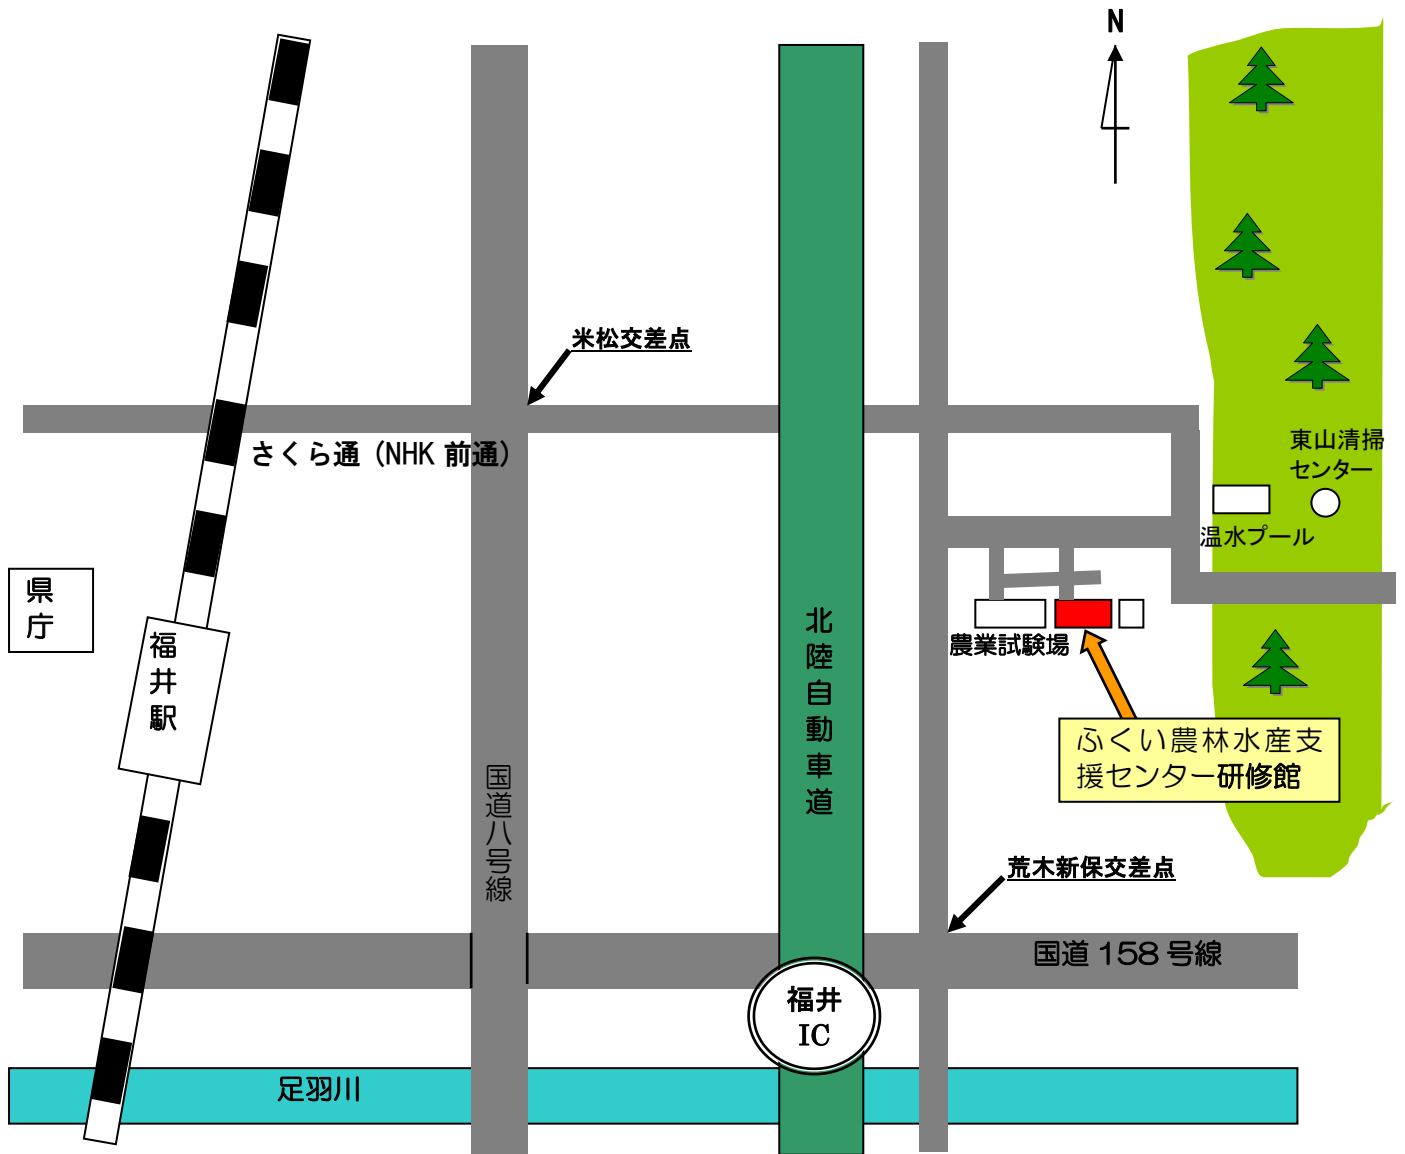 N
米松交差点
さくら通（NHK 前通）
東山清掃
センター
温水プール
県
庁
福
井
駅
北
陸
自
動
車
道
農業試験場
ふくい農林水産支
援センター研修館
国
道
八
号
線
荒木新保交差点
国道 158 号線
福井
IC
足羽川